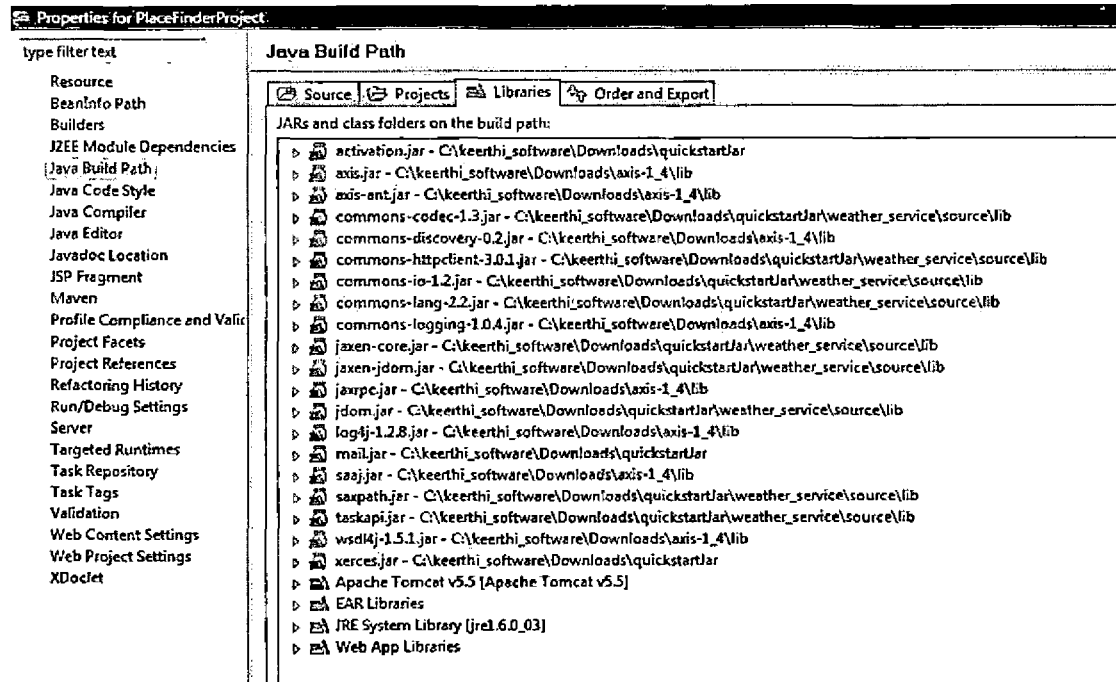 Properties for PlaceFinderProject
type filter text
Resource
BeanInfo Path
Builders
J2EE Module Dependencies
Java Build Path
Java Code Style
Java Compiler
Java Editor
Javadoc Location
JSP Fragment
Maven
Profile Compliance and Valic
Project Facets
Project References
Refactoring History
Run/Debug Settings
Server
Targeted Runtimes
Task Repository
Task Tags
Validation
Web Content Settings
Web Project Settings
XDoclet
Java Build Path
Source Projects Libraries Order and Export
JARs and class folders on the build path:
activation.jar - C:\keerthi_software\Downloads\quickstartJar
axis.jar - C:\keerthi_software\Downloads\axis-1_4\lib
axis-ant.jar - C:\keerthi_software\Downloads\axis-1_4\lib
commons-codec-1.3.jar - C:\keerthi_software\Downloads\quickstartJar\weather_service\source\lib
commons-discovery-0.2.jar - C:\keerthi_software\Downloads\axis-1_4\lib
commons-httpclient-3.0.1.jar - C:\keerthi_software\Downloads\quickstartJar\weather_service\source\lib
commons-io-1.2.jar - C:\keerthi_software\Downloads\quickstartJar\weather_service\source\lib
commons-lang-2.2.jar - C:\keerthi_software\Downloads\quickstartJar\weather_service\source\lib
commons-logging-1.0.4.jar - C:\keerthi_software\Downloads\axis-1_4\lib
jaxen-core.jar - C:\keerthi_software\Downloads\quickstartJar\weather_service\source\lib
jaxen-jdom.jar - C:\keerthi_software\Downloads\quickstartJar\weather_service\source\lib
jaxrpc.jar - C:\keerthi_software\Downloads\axis-1_4\lib
jdom.jar - C:\keerthi_software\Downloads\quickstartJar\weather_service\source\lib
log4j-1.2.8.jar - C:\keerthi_software\Downloads\axis-1_4\lib
mail.jar - C:\keerthi_software\Downloads\quickstartJar
saaj.jar - C:\keerthi_software\Downloads\axis-1_4\lib
saxpath.jar - C:\keerthi_software\Downloads\quickstartJar\weather_service\source\lib
taskapi.jar - C:\keerthi_software\Downloads\quickstartJar\weather_service\source\lib
wsdl4j-1.5.1.jar - C:\keerthi_software\Downloads\axis-1_4\lib
xerces.jar - C:\keerthi_software\Downloads\quickstartJar
Apache Tomcat v5.5 [Apache Tomcat v5.5]
EAR Libraries
JRE System Library [jre1.6.0_03]
Web App Libraries